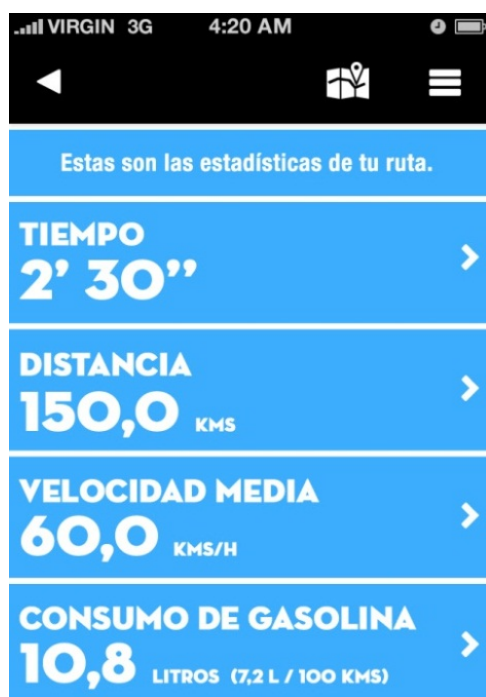 VIRGIN 3G 4:20 AM
Estas son las estadísticas de tu ruta.
TIEMPO
2’ 30’’
DISTANCIA
150,0 KMS
VELOCIDAD MEDIA
60,0 KMS/H
CONSUMO DE GASOLINA
10,8 LITROS (7,2 L / 100 KMS)